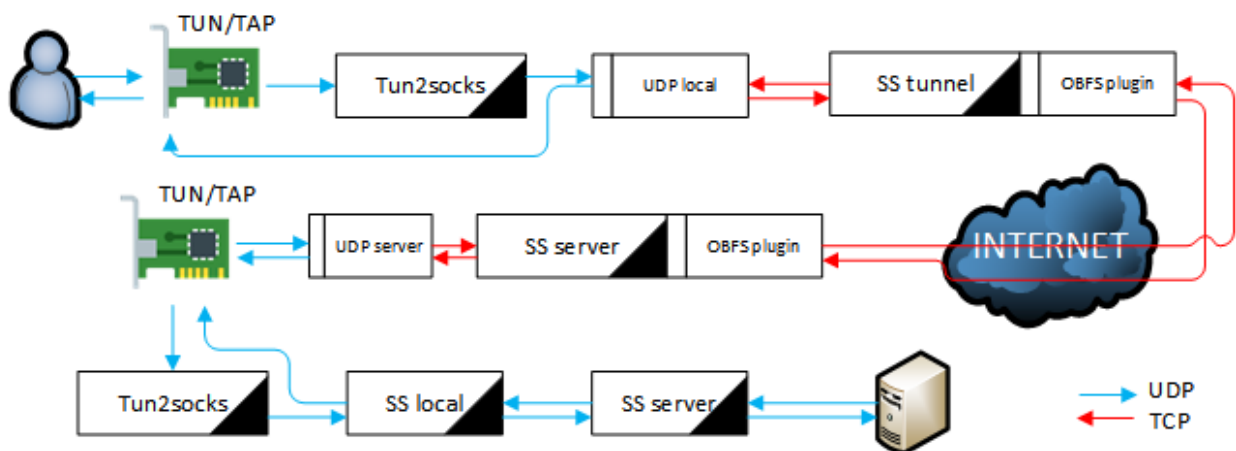 TUN/TAP
Tun2socks
UDP local
SS tunnel
OBFS plugin
TUN/TAP
UDP server
SS server
OBFS plugin
INTERNET
Tun2socks
SS local
SS server
UDP
TCP